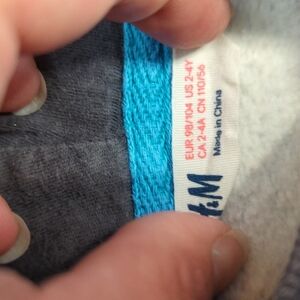 EUR 98/104 US 2-4Y
CA 2-4A CN 110/56
Made in China
H&M